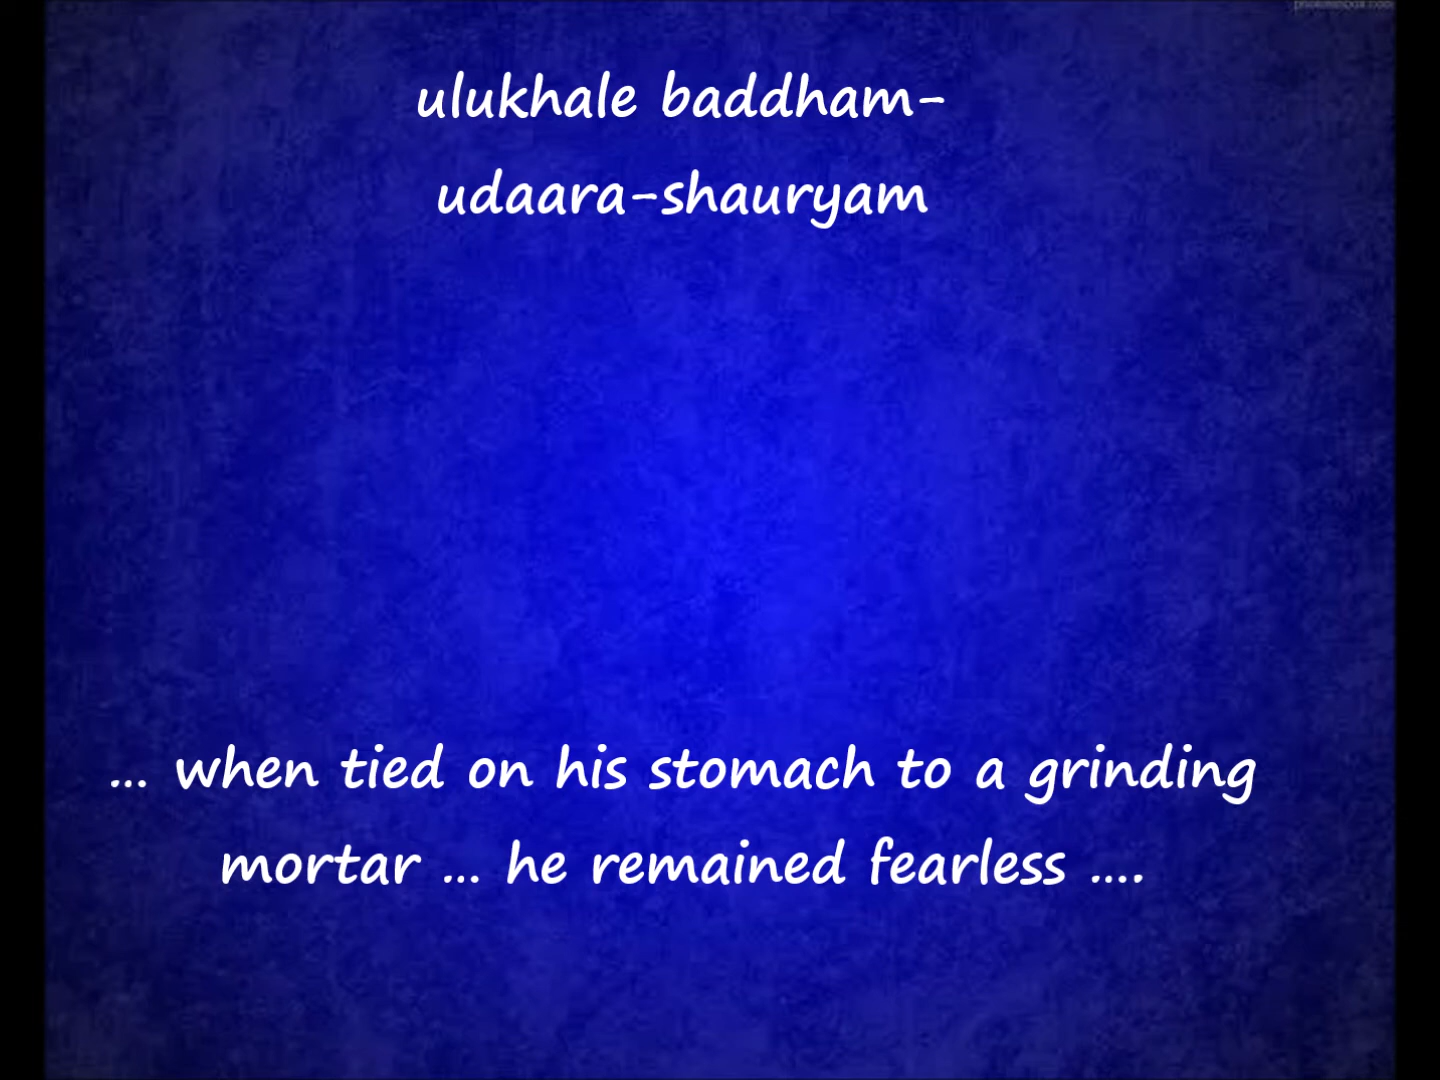 ulukhale baddham-
udaara-shauryam
... when tied on his stomach to a grinding
mortar ... he remained fearless ....